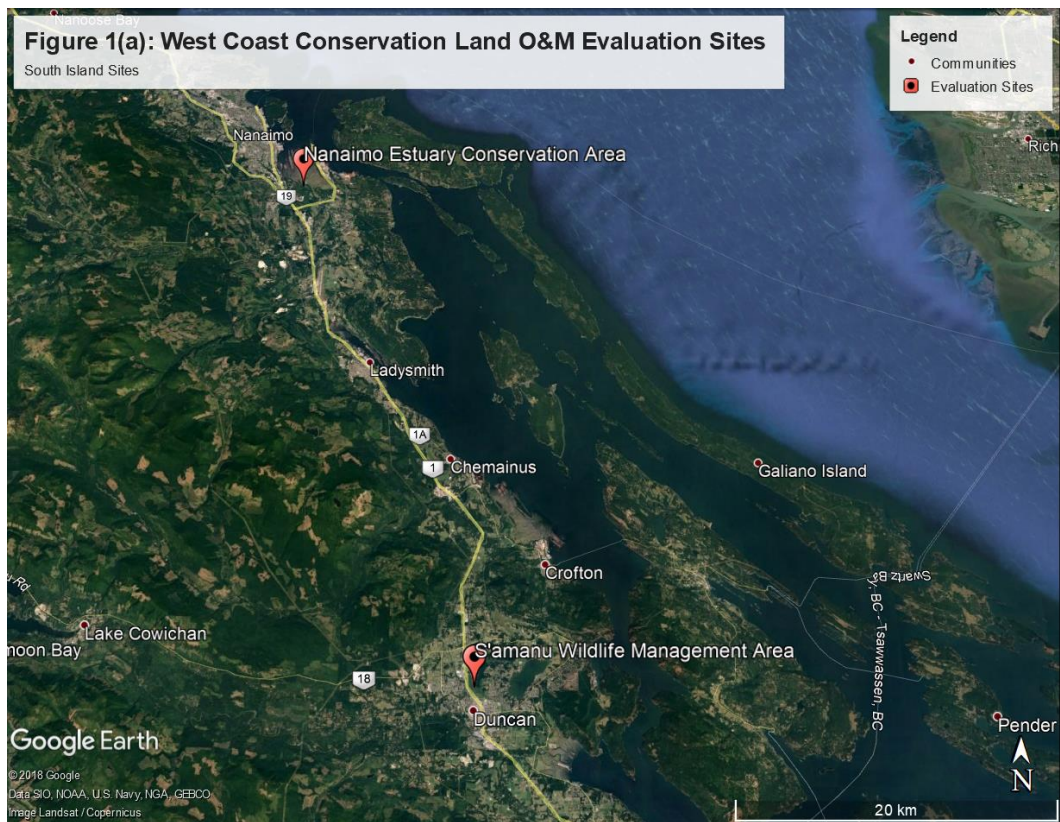 Nanoose Bay
Figure 1(a): West Coast Conservation Land O&M Evaluation Sites
South Island Sites
Legend
Communities
Evaluation Sites
Rich
Nanaimo
Nanaimo Estuary Conservation Area
19
Ladysmith
1A
1
Chemainus
Galiano Island
Crofton
Swartz Ba
y, BC - Tsawwassen, BC
Rd
Lake Cowichan
moon Bay
S'amanu Wildlife Management Area
18
Duncan
Pender
Google Earth
N
© 2018 Google
Data SIO, NOAA, U.S. Navy, NGA, GEBCO
Image Landsat / Copernicus
20 km